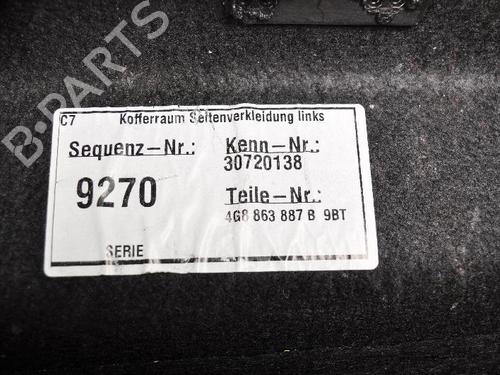 B-PARTS
C7 Kofferraum Seitenverkleidung links
Sequenz-Nr.: Kenn-Nr.:
30720138
9270 Teile-Nr.:
4G8 863 887 B 9BT
SERIE